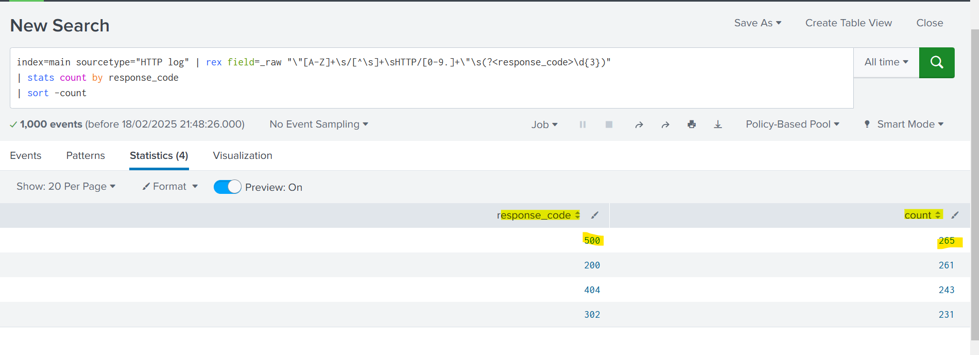 New Search
Save As ▾ Create Table View Close
index=main sourcetype="HTTP log" | rex field=_raw "\"[A-Z]+\s/[^\s]+\sHTTP/[0-9.]+\"\s(?<response_code>\d{3})"
| stats count by response_code
| sort -count
All time ▾
✓ 1,000 events (before 18/02/2025 21:48:26.000) No Event Sampling ▾ Job ▾ Policy-Based Pool ▾ Smart Mode ▾
Events Patterns Statistics (4) Visualization
Show: 20 Per Page ▾ Format ▾ Preview: On
response_code count
500 265
200 261
404 243
302 231